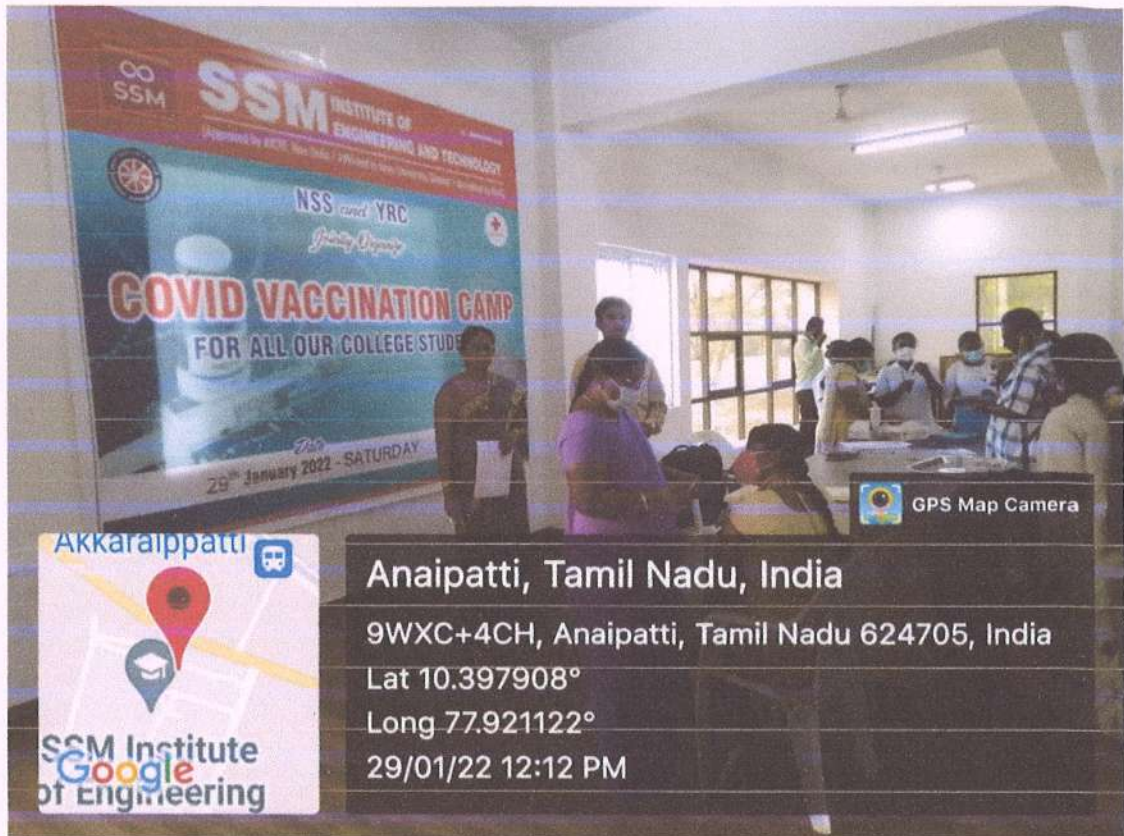 SSM
SSM INSTITUTE OF
ENGINEERING AND TECHNOLOGY
NSS and YRC
Jointly Organize
COVID VACCINATION CAMP
FOR ALL OUR COLLEGE STUDE
Date
29th January 2022 - SATURDAY
GPS Map Camera
Akkaraippatti
SSM Institute
of Engineering
Google
Anaipatti, Tamil Nadu, India
9WXC+4CH, Anaipatti, Tamil Nadu 624705, India
Lat 10.397908°
Long 77.921122°
29/01/22 12:12 PM